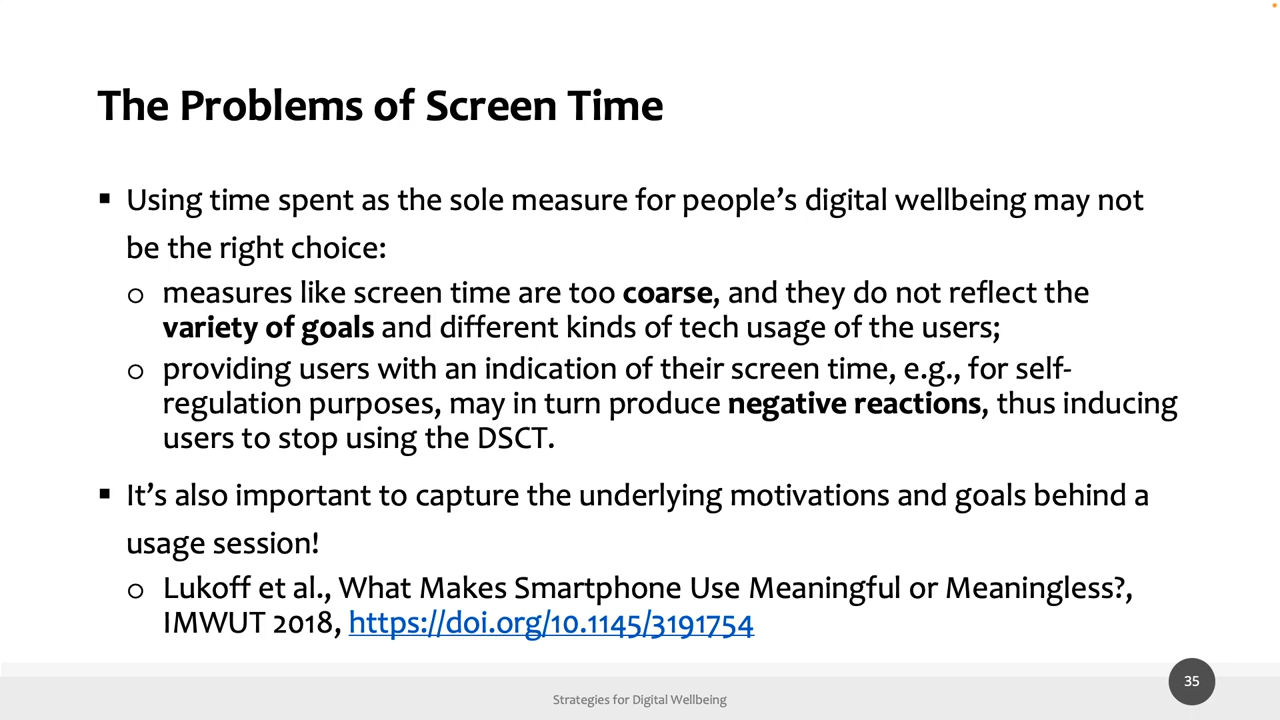 The Problems of Screen Time
▪ Using time spent as the sole measure for people’s digital wellbeing may not
be the right choice:
o measures like screen time are too coarse, and they do not reflect the
variety of goals and different kinds of tech usage of the users;
o providing users with an indication of their screen time, e.g., for self-
regulation purposes, may in turn produce negative reactions, thus inducing
users to stop using the DSCT.
▪ It’s also important to capture the underlying motivations and goals behind a
usage session!
o Lukoff et al., What Makes Smartphone Use Meaningful or Meaningless?,
IMWUT 2018, https://doi.org/10.1145/3191754
35
Strategies for Digital Wellbeing